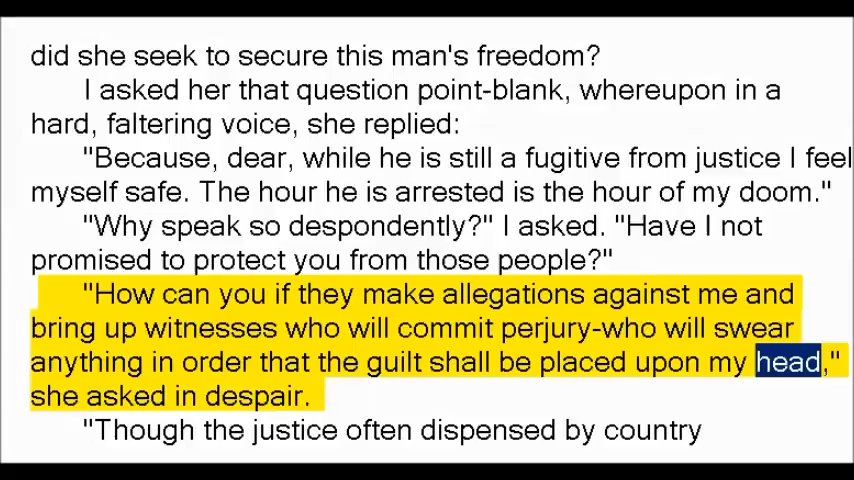 did she seek to secure this man's freedom?
I asked her that question point-blank, whereupon in a
hard, faltering voice, she replied:
"Because, dear, while he is still a fugitive from justice I feel
myself safe. The hour he is arrested is the hour of my doom."
"Why speak so despondently?" I asked. "Have I not
promised to protect you from those people?"
"How can you if they make allegations against me and
bring up witnesses who will commit perjury-who will swear
anything in order that the guilt shall be placed upon my head,"
she asked in despair.
"Though the justice often dispensed by country